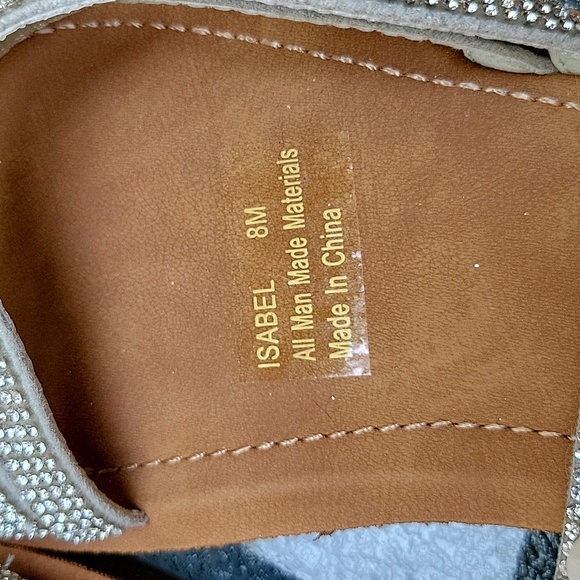 ISABEL 8M
All Man Made Materials
Made In China